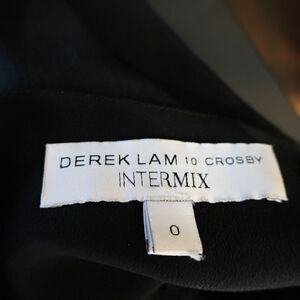 DEREK LAM 10 CROSBY
INTERMIX
0